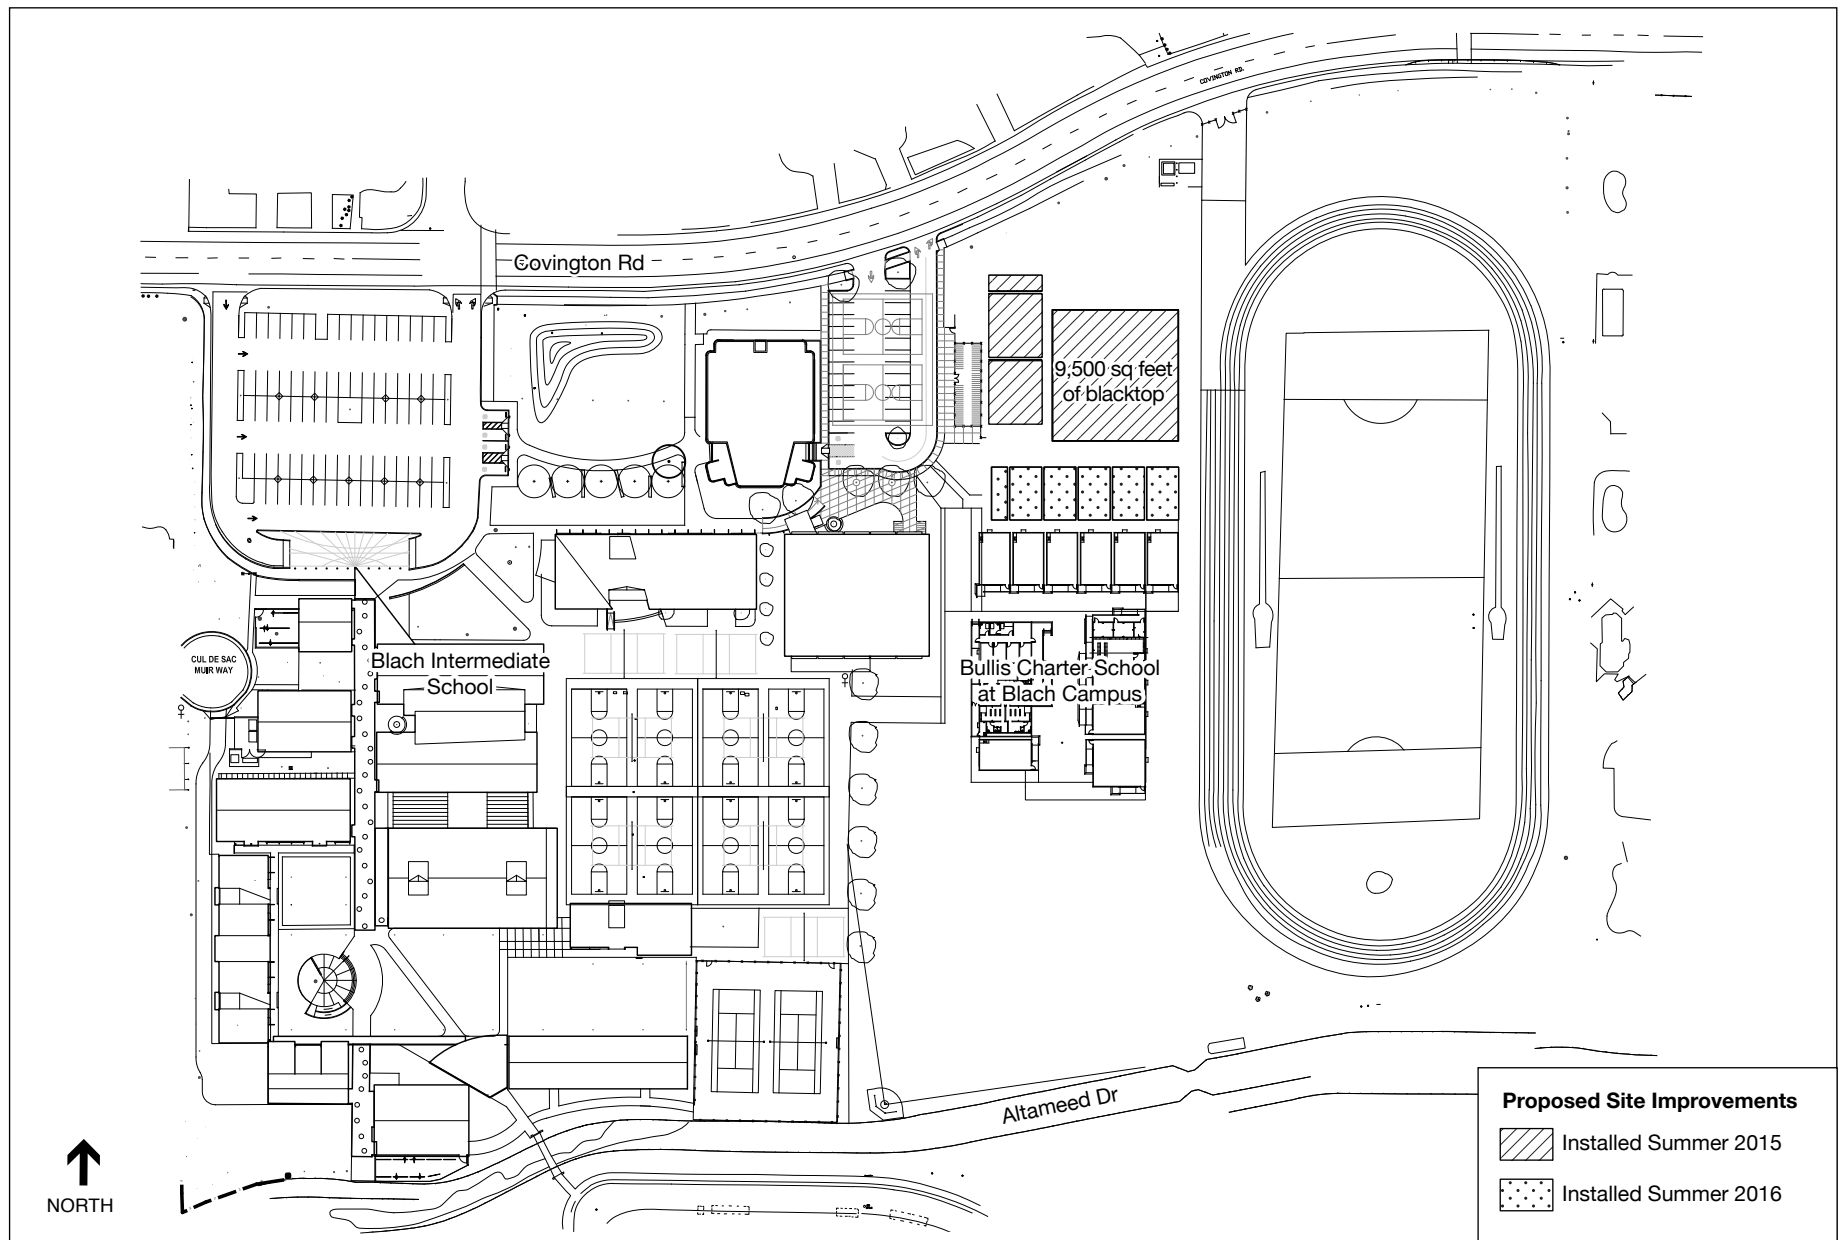 COVINGTON RD.
Covington Rd
9,500 sq feet
of blacktop
CUL DE SAC
MUIR WAY
Blach Intermediate
School
Bullis Charter School
at Blach Campus
Altameed Dr
NORTH
Proposed Site Improvements
Installed Summer 2015
Installed Summer 2016